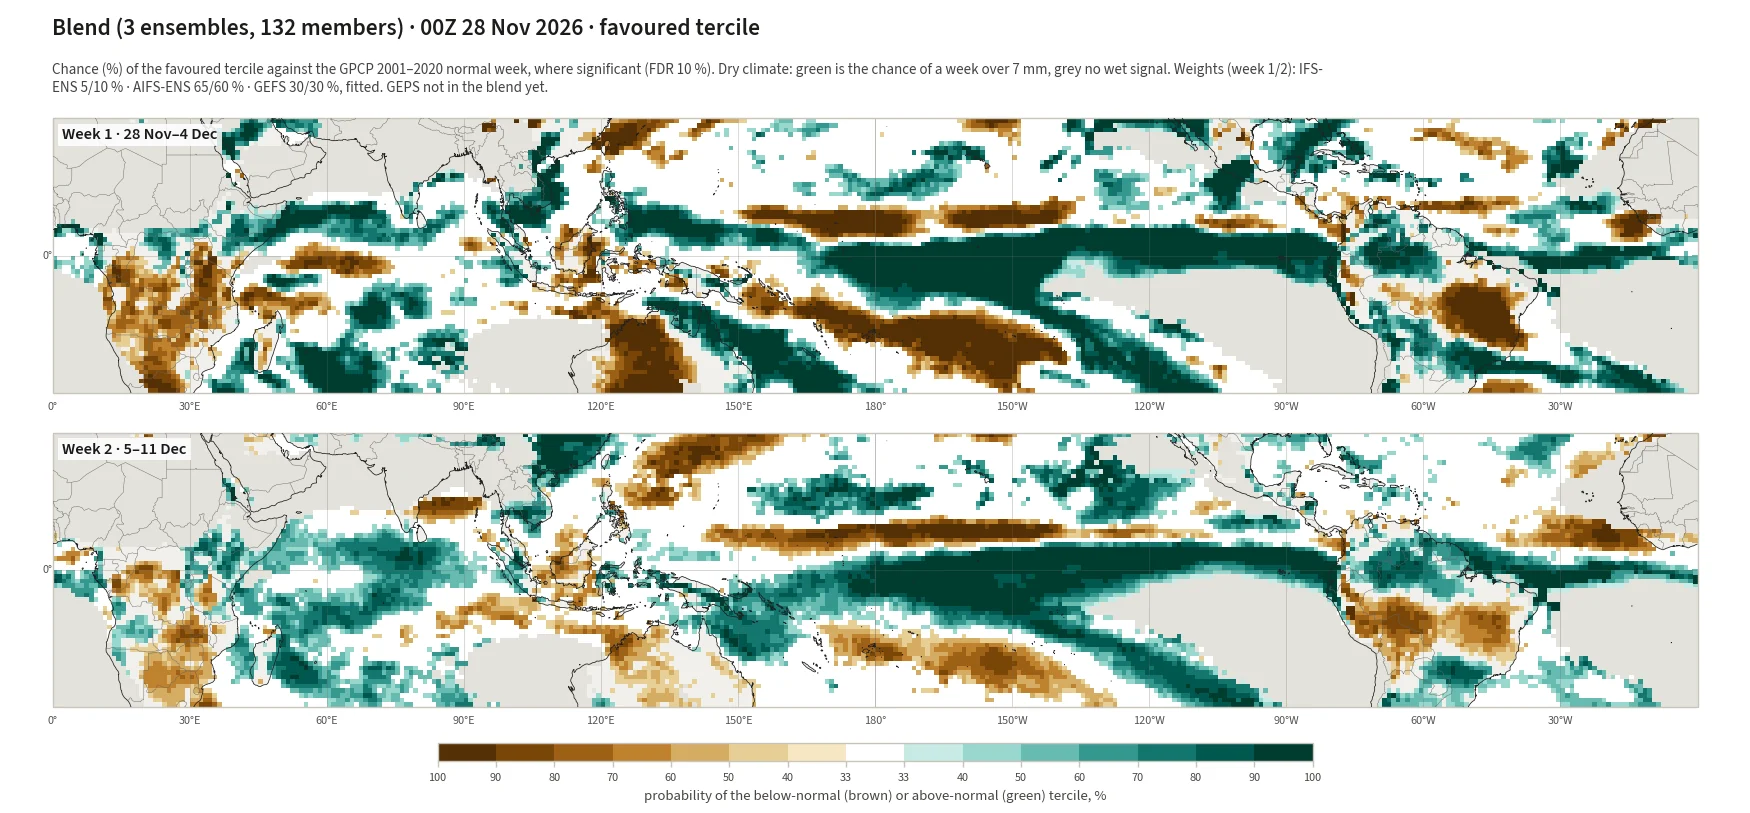 Blend (3 ensembles, 132 members) · 00Z 28 Nov 2026 · favoured tercile
Chance (%) of the favoured tercile against the GPCP 2001–2020 normal week, where significant (FDR 10 %). Dry climate: green is the chance of a week over 7 mm, grey no wet signal. Weights (week 1/2): IFS-
ENS 5/10 % · AIFS-ENS 65/60 % · GEFS 30/30 %, fitted. GEPS not in the blend yet.
Week 1 · 28 Nov–4 Dec
0°
0° 30°E 60°E 90°E 120°E 150°E 180° 150°W 120°W 90°W 60°W 30°W
Week 2 · 5–11 Dec
0°
0° 30°E 60°E 90°E 120°E 150°E 180° 150°W 120°W 90°W 60°W 30°W
100 90 80 70 60 50 40 33 33 40 50 60 70 80 90 100
probability of the below-normal (brown) or above-normal (green) tercile, %